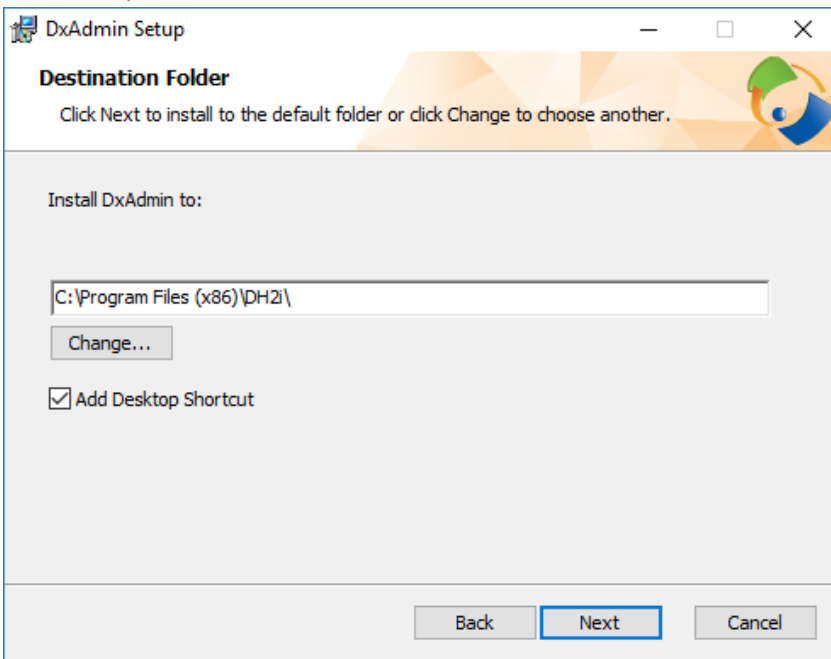 DxAdmin Setup
Destination Folder
Click Next to install to the default folder or click Change to choose another.
Install DxAdmin to:
C:\Program Files (x86)\DH2i\
Change...
Add Desktop Shortcut
Back Next Cancel